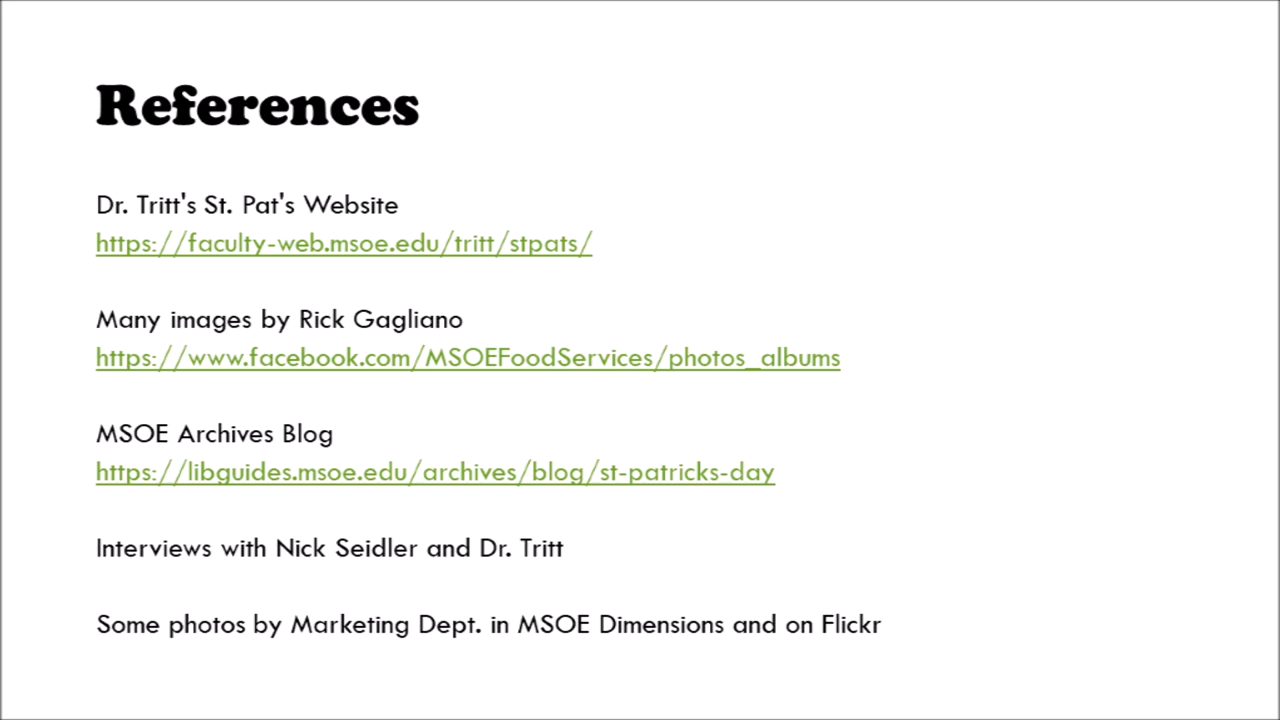 References
Dr. Tritt's St. Pat's Website
https://faculty-web.msoe.edu/tritt/stpats/
Many images by Rick Gagliano
https://www.facebook.com/MSOEFoodServices/photos_albums
MSOE Archives Blog
https://libguides.msoe.edu/archives/blog/st-patricks-day
Interviews with Nick Seidler and Dr. Tritt
Some photos by Marketing Dept. in MSOE Dimensions and on Flickr